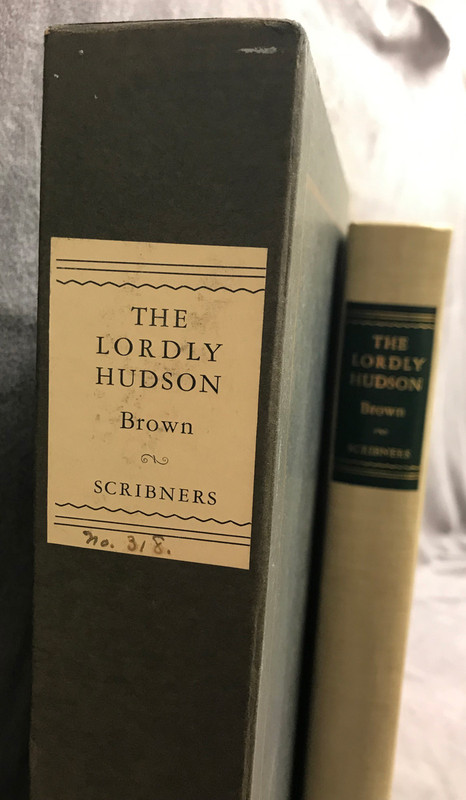 THE
LORDLY
HUDSON
Brown
SCRIBNERS
no. 318.
THE
LORDLY
HUDSON
Brown
SCRIBNERS